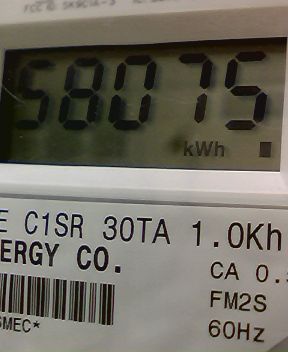 58075
kWh
E C1SR 30TA 1.0Kh
ERGY CO.
CA 0.
FM2S
SMEC*
60Hz